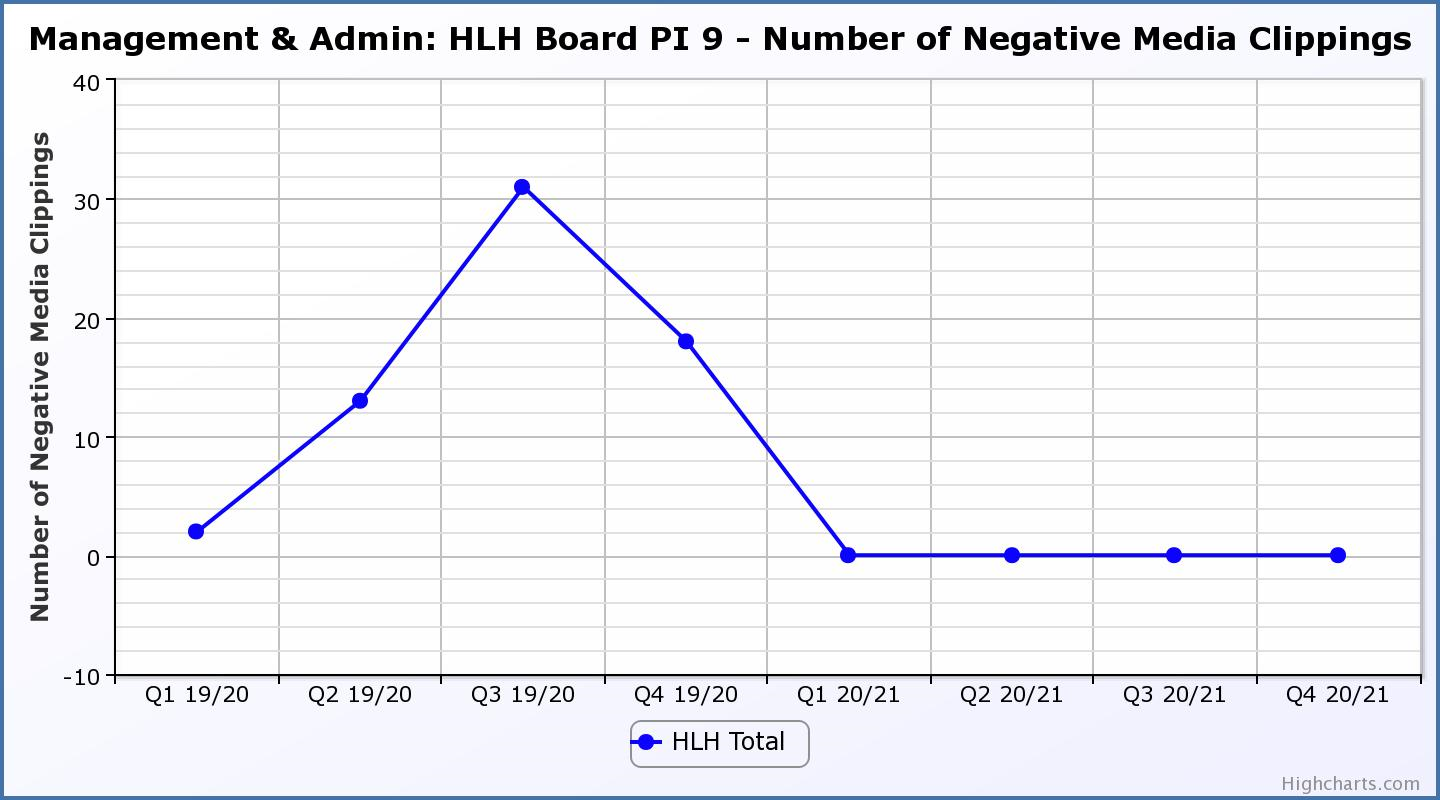 Management & Admin: HLH Board PI 9 - Number of Negative Media Clippings
Number of Negative Media Clippings
40
30
20
10
0
-10
Q1 19/20 Q2 19/20 Q3 19/20 Q4 19/20 Q1 20/21 Q2 20/21 Q3 20/21 Q4 20/21
HLH Total
Highcharts.com